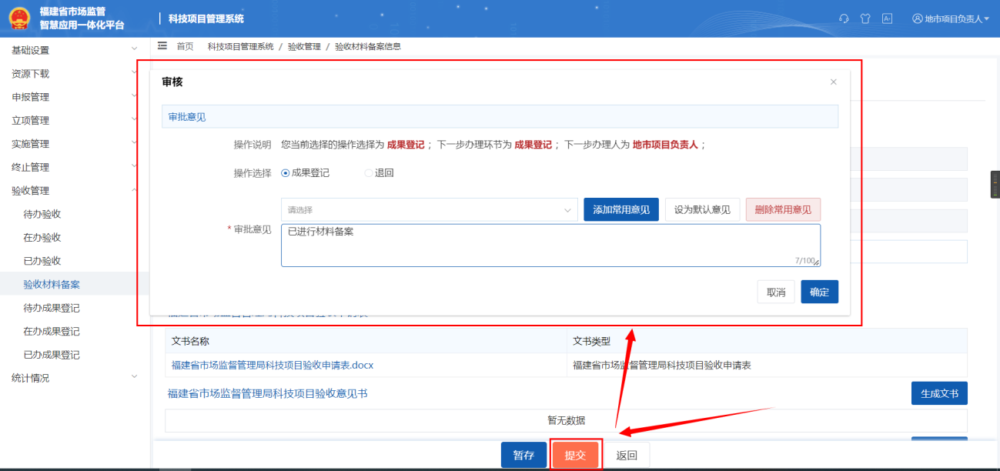 福建省市场监管
智慧应用一体化平台
科技项目管理系统
地市项目负责人
首页 科技项目管理系统 / 验收管理 / 验收材料备案信息
基础设置
资源下载
申报管理
立项管理
实施管理
终止管理
验收管理
待办验收
在办验收
已办验收
验收材料备案
待办成果登记
在办成果登记
已办成果登记
统计情况
审核
审批意见
操作说明 您当前选择的操作选择为 成果登记 ；下一步办理环节为 成果登记 ；下一步办理人为 地市项目负责人 ；
操作选择 成果登记 退回
请选择 添加常用意见 设为默认意见 删除常用意见
* 审批意见 已进行材料备案
7/100
取消 确定
文书名称 文书类型
福建省市场监督管理局科技项目验收申请表.docx 福建省市场监督管理局科技项目验收申请表
福建省市场监督管理局科技项目验收意见书 生成文书
暂无数据
暂存 提交 返回